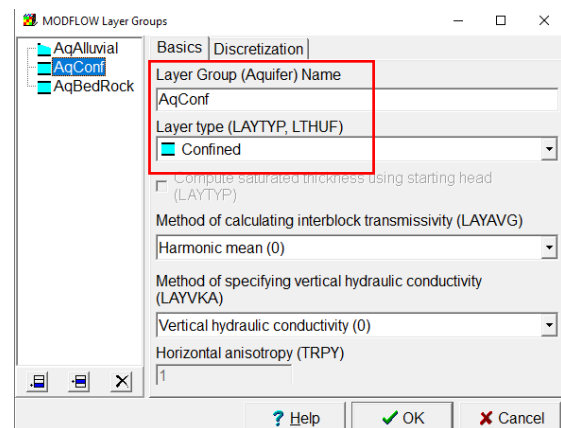 MODFLOW Layer Groups
AqAlluvial
AqConf
AqBedRock
Basics
Discretization
Layer Group (Aquifer) Name
AqConf
Layer type (LAYTYP, LTHUF)
Confined
Compute saturated thickness using starting head
(LAYTYP)
Method of calculating interblock transmissivity (LAYAVG)
Harmonic mean (0)
Method of specifying vertical hydraulic conductivity
(LAYVKA)
Vertical hydraulic conductivity (0)
Horizontal anisotropy (TRPY)
1
? Help
OK
Cancel